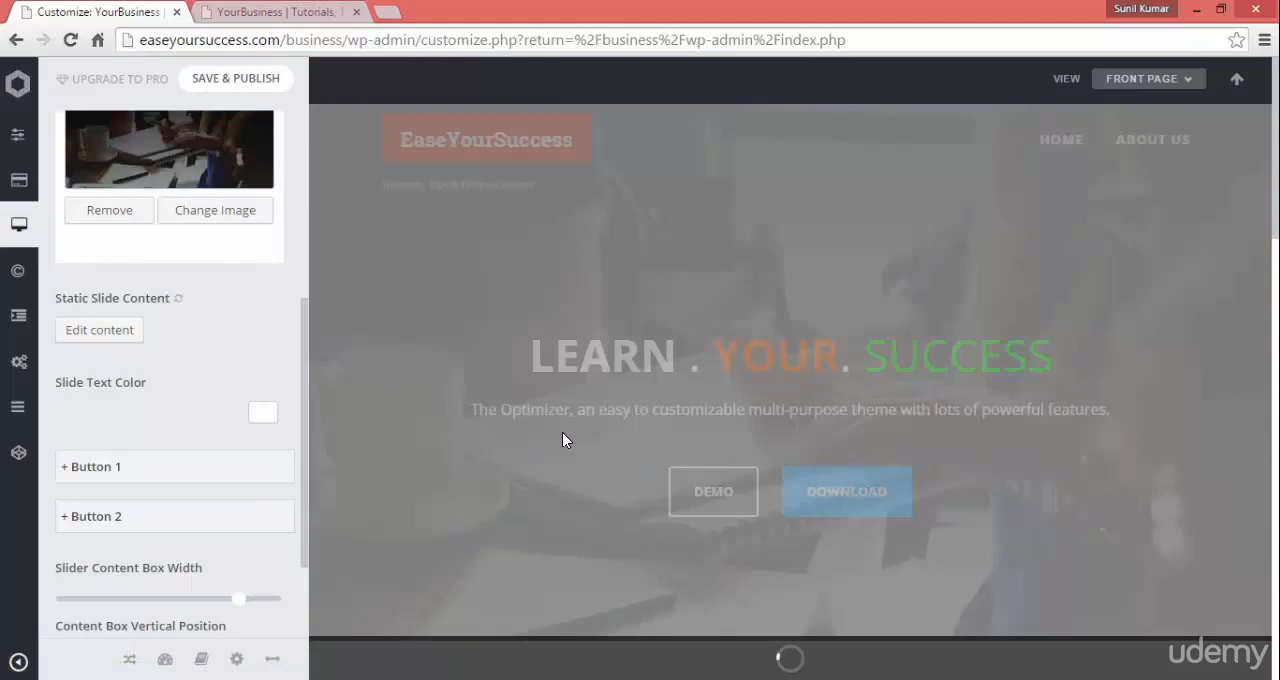 Customize: YourBusiness
YourBusiness | Tutorials, T
Sunil Kumar
easeyoursuccess.com/business/wp-admin/customize.php?return=%2Fbusiness%2Fwp-admin%2Findex.php
UPGRADE TO PRO
SAVE & PUBLISH
VIEW
FRONT PAGE
EaseYourSuccess
HOME
ABOUT US
Remove
Change Image
Static Slide Content
Edit content
LEARN . YOUR. SUCCESS
Slide Text Color
The Optimizer, an easy to customizable multi-purpose theme with lots of powerful features.
+ Button 1
DEMO
DOWNLOAD
+ Button 2
Slider Content Box Width
Content Box Vertical Position
udemy